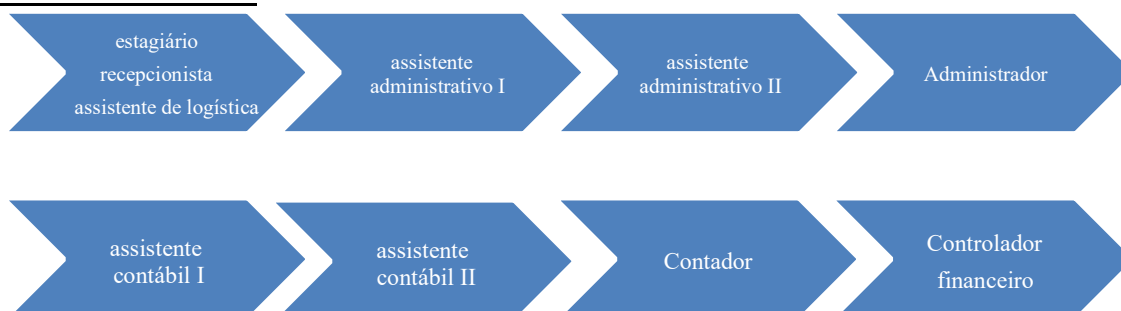 estagiário
recepcionista
assistente de logística
assistente
administrativo I
assistente
administrativo II
Administrador
assistente
contábil I
assistente
contábil II
Contador
Controlador
financeiro